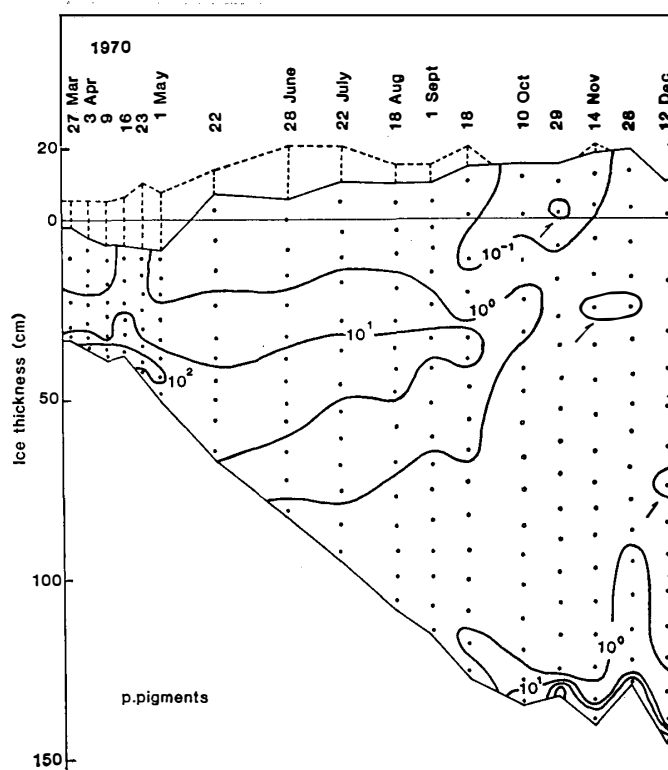 1970
27 Mar
3 Apr
9
16
23
1 May
22
28 June
22 July
18 Aug
1 Sept
18
10 Oct
29
14 Nov
28
12 Dec
20
0
50
100
150
Ice thickness (cm)
10⁻¹
10⁰
10¹
10²
10⁰
10¹
p.pigments